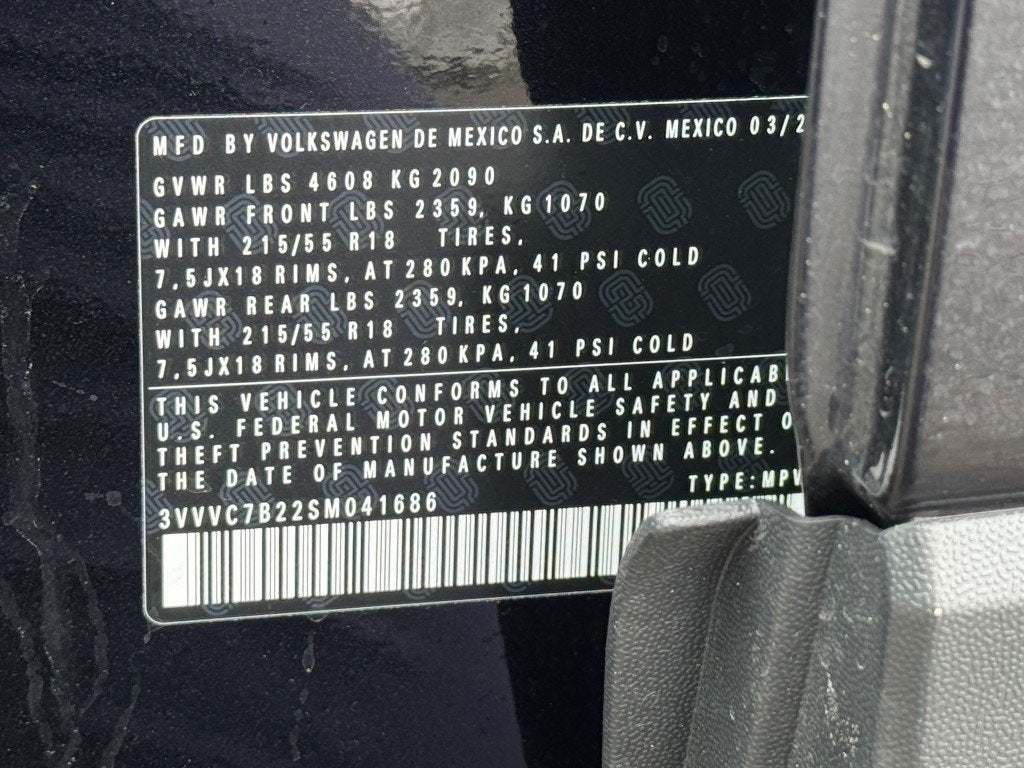 MFD BY VOLKSWAGEN DE MEXICO S.A. DE C.V. MEXICO 03/2
GVWR LBS 4608 KG 2090
GAWR FRONT LBS 2359, KG 1070
WITH 215/55 R18 TIRES,
7,5JX18 RIMS, AT 280 KPA, 41 PSI COLD
GAWR REAR LBS 2359, KG 1070
WITH 215/55 R18 TIRES,
7,5JX18 RIMS, AT 280 KPA, 41 PSI COLD
THIS VEHICLE CONFORMS TO ALL APPLICAB
U.S. FEDERAL MOTOR VEHICLE SAFETY AND
THEFT PREVENTION STANDARDS IN EFFECT O
THE DATE OF MANUFACTURE SHOWN ABOVE.
TYPE: MPV
3VVVC7B22SM041686